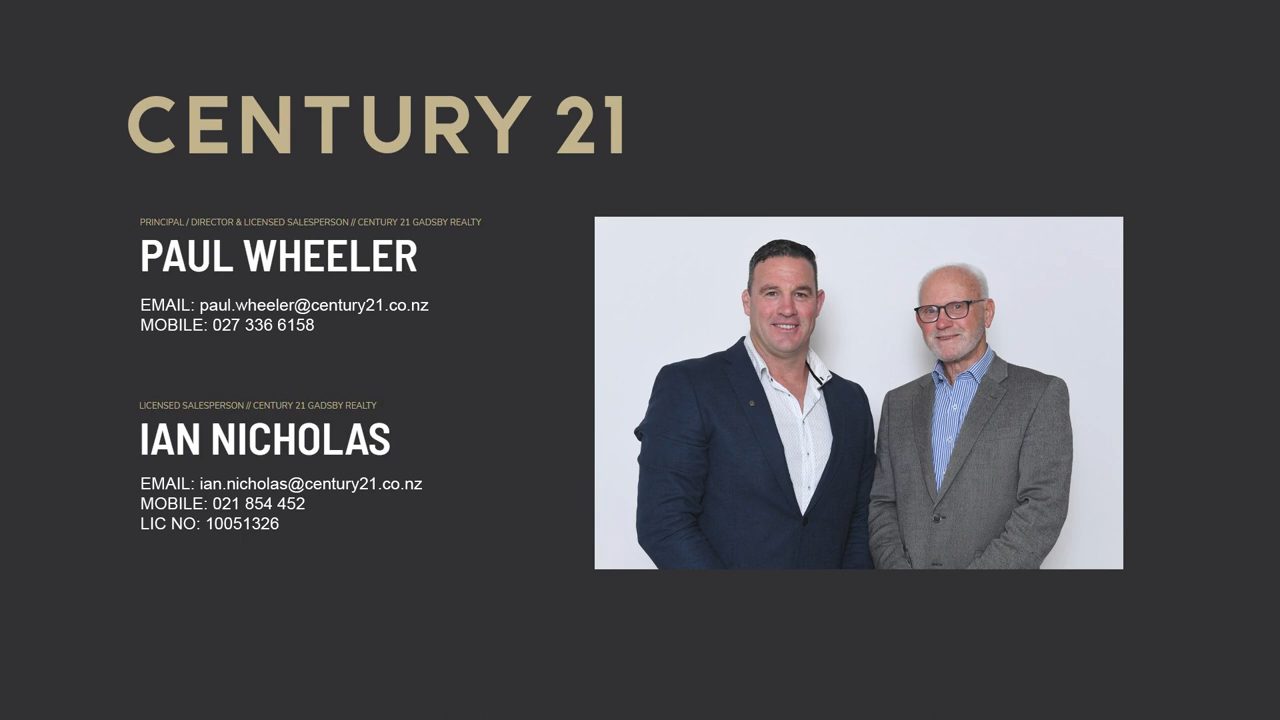 CENTURY 21
PRINCIPAL / DIRECTOR & LICENSED SALESPERSON // CENTURY 21 GADSBY REALTY
PAUL WHEELER
EMAIL: paul.wheeler@century21.co.nz
MOBILE: 027 336 6158
LICENSED SALESPERSON // CENTURY 21 GADSBY REALTY
IAN NICHOLAS
EMAIL: ian.nicholas@century21.co.nz
MOBILE: 021 854 452
LIC NO: 10051326